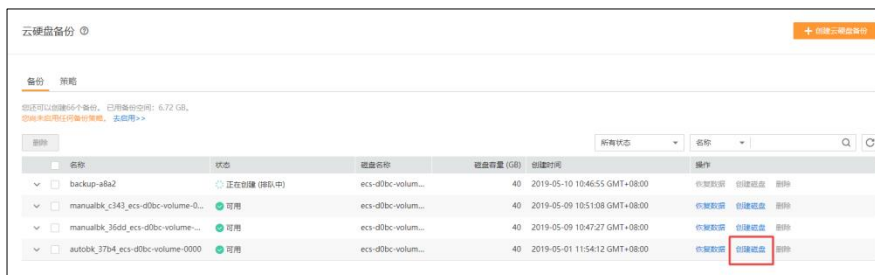 云硬盘备份
+ 创建云硬盘备份
备份 策略
您还可以创建66个备份。 已用备份空间：6.72 GB。
您尚未启用任何备份策略。 去启用>>
删除 所有状态 名称
名称 状态 磁盘名称 磁盘容量 (GB) 创建时间 操作
backup-a8a2 正在创建 (排队中) ecs-d0bc-volum... 40 2019-05-10 10:46:55 GMT+08:00 恢复数据 创建磁盘 删除
manualbk_c343_ecs-d0bc-volume-0... 可用 ecs-d0bc-volum... 40 2019-05-09 10:51:08 GMT+08:00 恢复数据 创建磁盘 删除
manualbk_36dd_ecs-d0bc-volume-... 可用 ecs-d0bc-volum... 40 2019-05-09 10:47:27 GMT+08:00 恢复数据 创建磁盘 删除
autobk_37b4_ecs-d0bc-volume-0000 可用 ecs-d0bc-volum... 40 2019-05-01 11:54:12 GMT+08:00 恢复数据 创建磁盘 删除